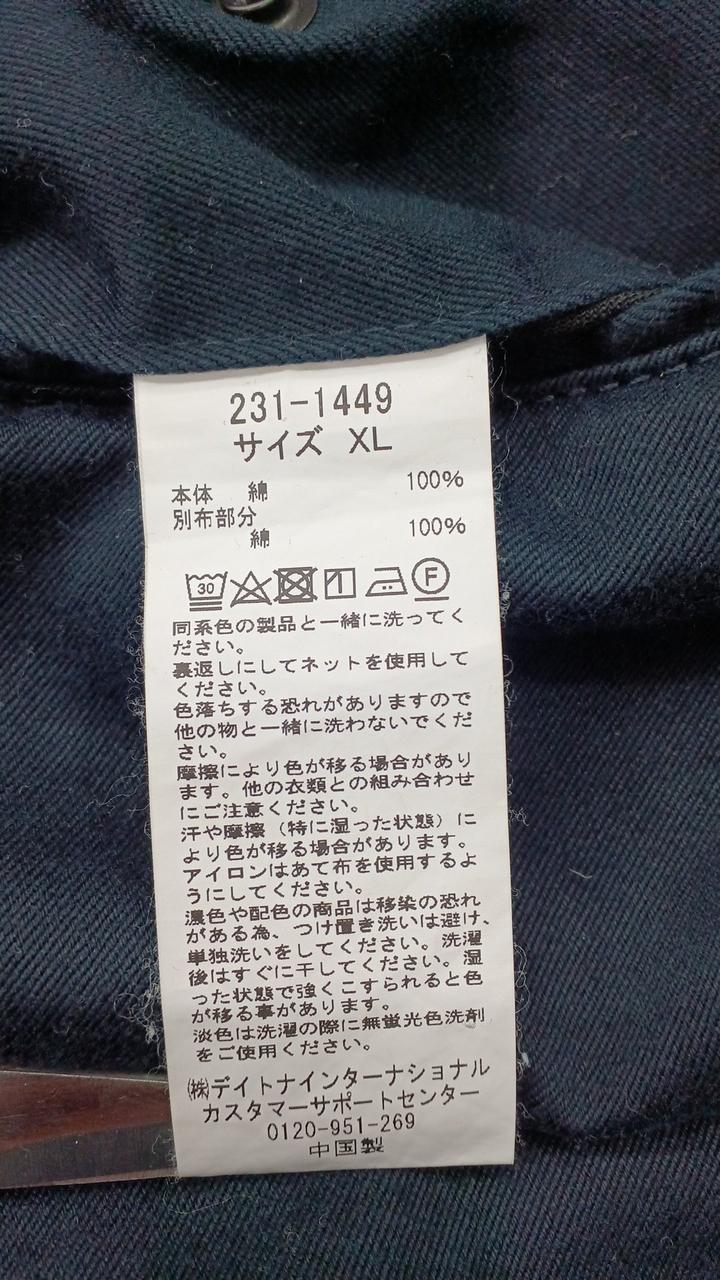 231-1449
サイズ XL
本体 綿 100%
別布部分
綿 100%
30
F
同系色の製品と一緒に洗ってく
ださい。
裏返しにしてネットを使用して
ください。
色落ちする恐れがありますので
他の物と一緒に洗わないでくだ
さい。
摩擦により色が移る場合があり
ます。他の衣類との組み合わせ
にご注意ください。
汗や摩擦(特に湿った状態)に
より色が移る場合があります。
アイロンはあて布を使用するよ
うにしてください。
濃色や配色の商品は移染の恐れ
がある為、つけ置き洗いは避け、
単独洗いをしてください。洗濯
後はすぐに干してください。湿
った状態で強くこすられると色
が移る事があります。
淡色は洗濯の際に無蛍光色洗剤
をご使用ください。
㈱デイトナインターナショナル
カスタマーサポートセンター
0120-951-269
中国製